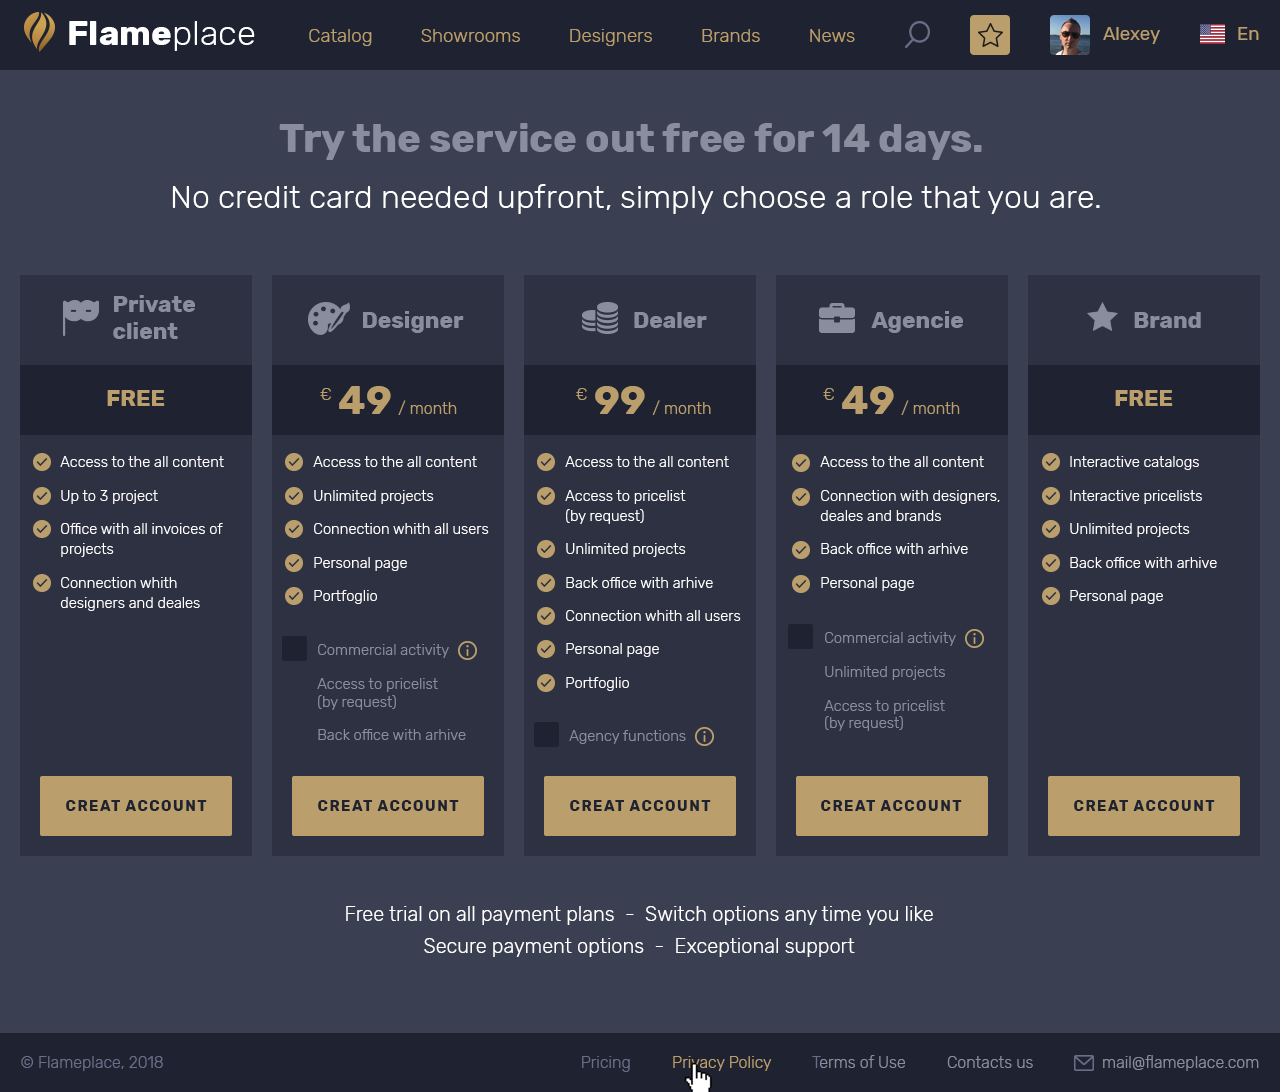 Flameplace
Catalog
Showrooms
Designers
Brands
News
Alexey
En
Try the service out free for 14 days.
No credit card needed upfront, simply choose a role that you are.
Private
client
FREE
Access to the all content
Up to 3 project
Office with all invoices of
projects
Connection whith
designers and deales
CREAT ACCOUNT
Designer
€ 49 / month
Access to the all content
Unlimited projects
Connection whith all users
Personal page
Portfoglio
Commercial activity
Access to pricelist
(by request)
Back office with arhive
CREAT ACCOUNT
Dealer
€ 99 / month
Access to the all content
Access to pricelist
(by request)
Unlimited projects
Back office with arhive
Connection whith all users
Personal page
Portfoglio
Agency functions
CREAT ACCOUNT
Agencie
€ 49 / month
Access to the all content
Connection with designers,
deales and brands
Back office with arhive
Personal page
Commercial activity
Unlimited projects
Access to pricelist
(by request)
CREAT ACCOUNT
Brand
FREE
Interactive catalogs
Interactive pricelists
Unlimited projects
Back office with arhive
Personal page
CREAT ACCOUNT
Free trial on all payment plans - Switch options any time you like
Secure payment options - Exceptional support
© Flameplace, 2018
Pricing
Privacy Policy
Terms of Use
Contacts us
mail@flameplace.com